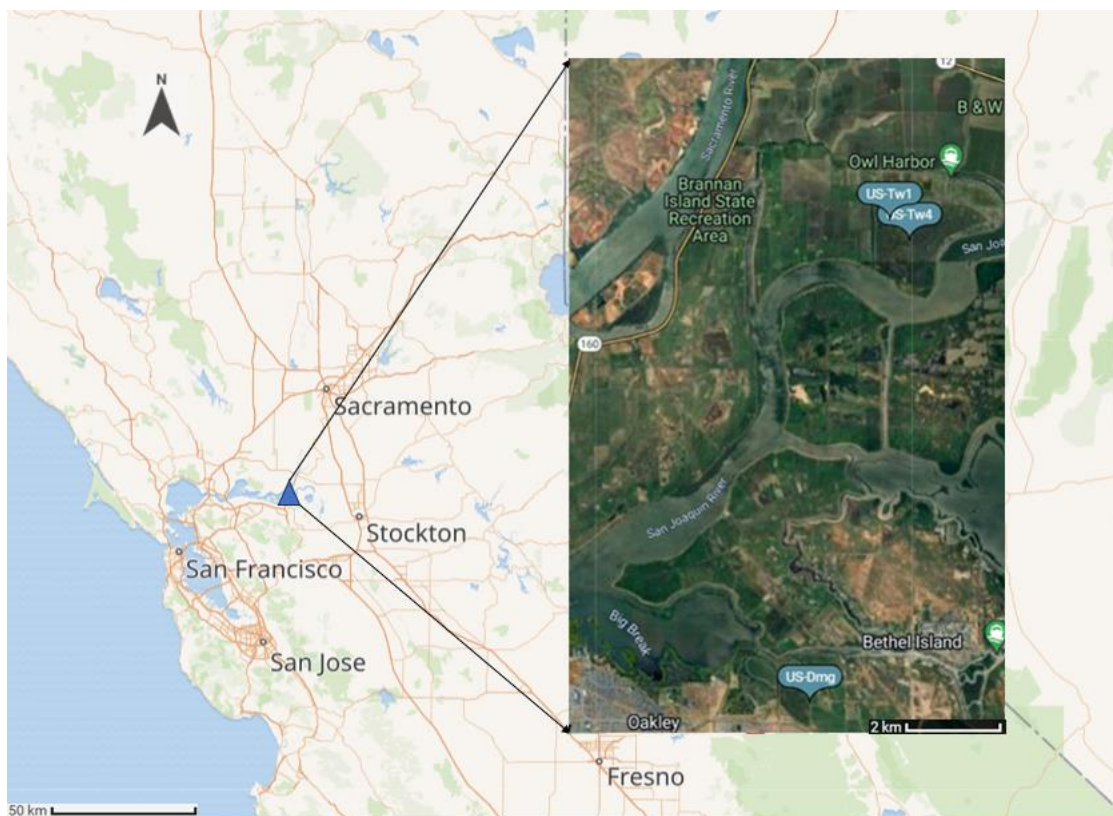 N
12
Sacramento River
B & W
Owl Harbor
Brannan
Island State
Recreation
Area
US-Tw1
US-Tw4
San Joa
160
Sacramento
San Joaquin River
Stockton
San Francisco
Big Break
Bethel Island
San Jose
US-Dmg
Oakley
2 km
Fresno
50 km